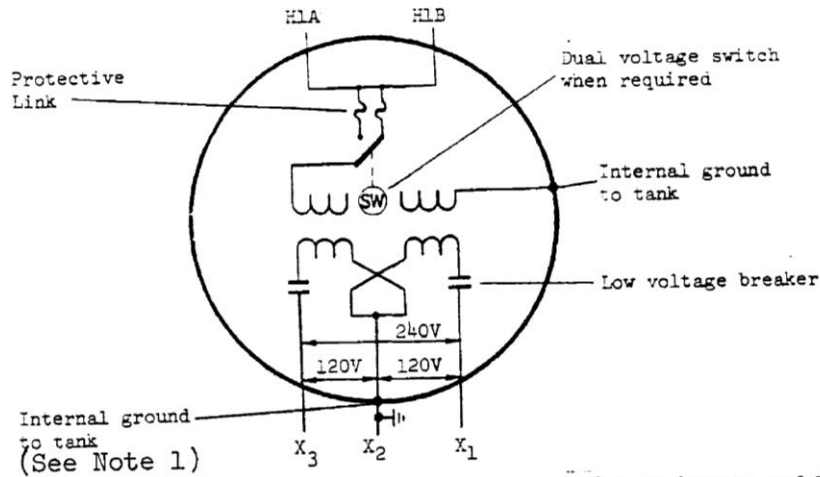 H1A
H1B
Protective
Link
Dual voltage switch
when required
SW
Internal ground
to tank
Low voltage breaker
240V
120V
120V
Internal ground
to tank
(See Note 1)
X3
X2
X1